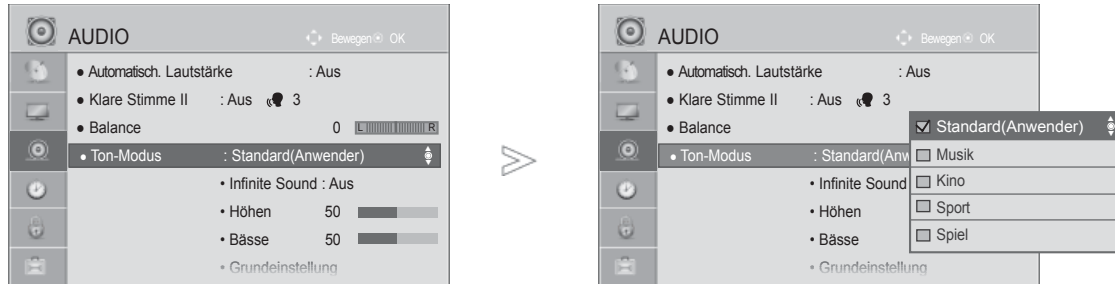 AUDIO
Bewegen OK
• Automatisch. Lautstärke : Aus
• Klare Stimme II : Aus 3
• Balance 0 L R
• Ton-Modus : Standard(Anwender)
• Infinite Sound : Aus
• Höhen 50
• Bässe 50
• Grundeinstellung
AUDIO
Bewegen OK
• Automatisch. Lautstärke : Aus
• Klare Stimme II : Aus 3
• Balance
• Ton-Modus : Standard(Anw
• Infinite Sound
• Höhen
• Bässe
• Grundeinstellung
Standard(Anwender)
Musik
Kino
Sport
Spiel